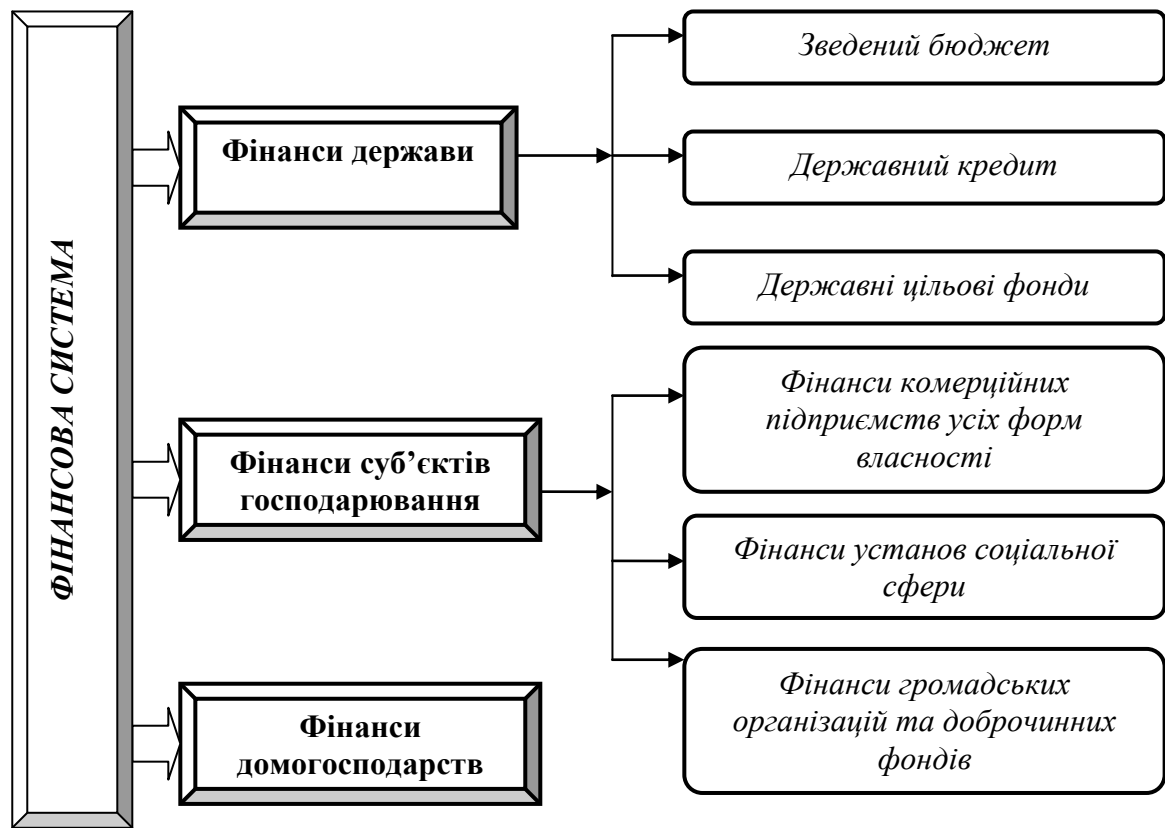 ФІНАНСОВА СИСТЕМА
Фінанси держави
Зведений бюджет
Державний кредит
Державні цільові фонди
Фінанси суб’єктів
господарювання
Фінанси комерційних
підприємств усіх форм
власності
Фінанси установ соціальної
сфери
Фінанси громадських
організацій та доброчинних
фондів
Фінанси
домогосподарств